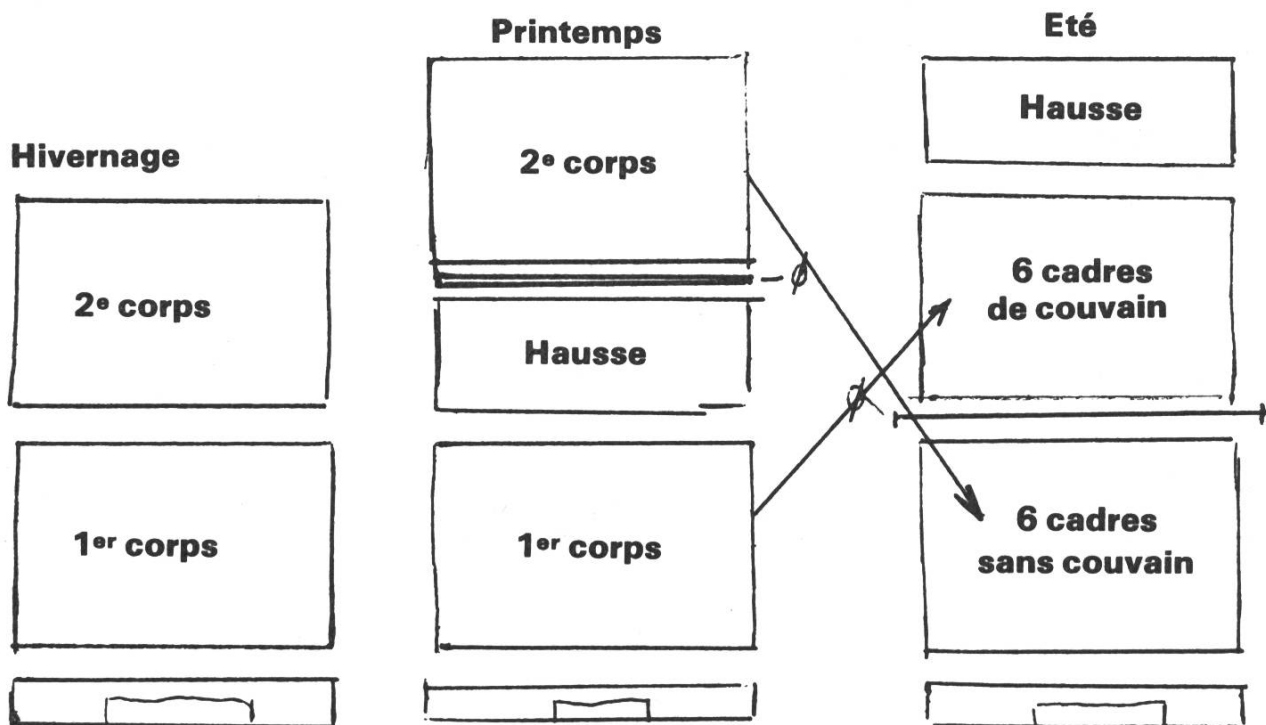 Printemps
Eté
Hausse
Hivernage
2e corps
2e corps
6 cadres
de couvain
Hausse
1er corps
1er corps
6 cadres
sans couvain